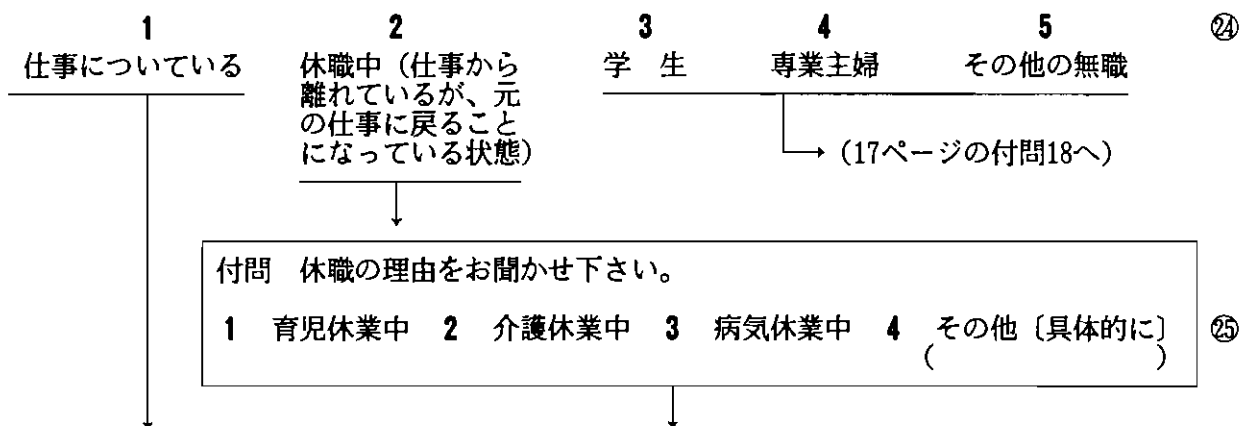 1 2 3 4 5 ㉔
仕事についている 休職中（仕事から 学 生 専業主婦 その他の無職
離れているが、元
の仕事に戻ること
になっている状態）
（17ページの付問18へ）
付問 休職の理由をお聞かせ下さい。
1 育児休業中 2 介護休業中 3 病気休業中 4 その他〔具体的に〕 ㉕
（ ）